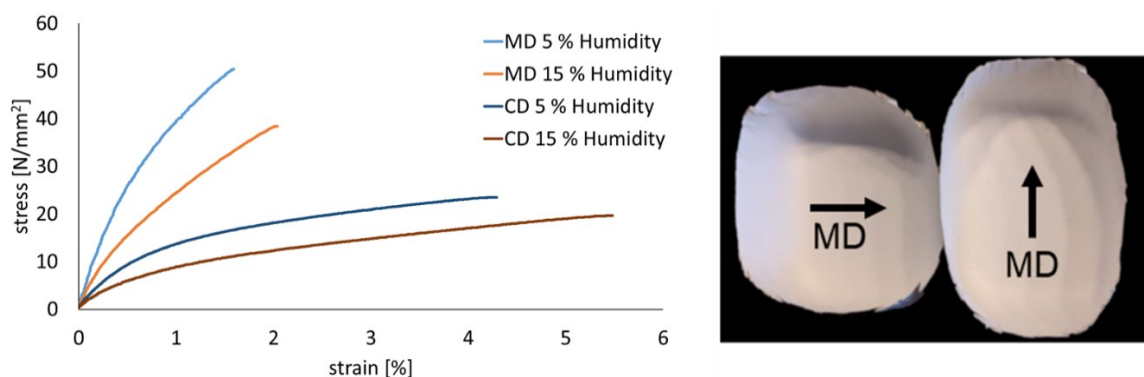 60
50
40
30
20
10
0
stress [N/mm²]
MD 5 % Humidity
MD 15 % Humidity
CD 5 % Humidity
CD 15 % Humidity
0 1 2 3 4 5 6
strain [%]
MD
MD